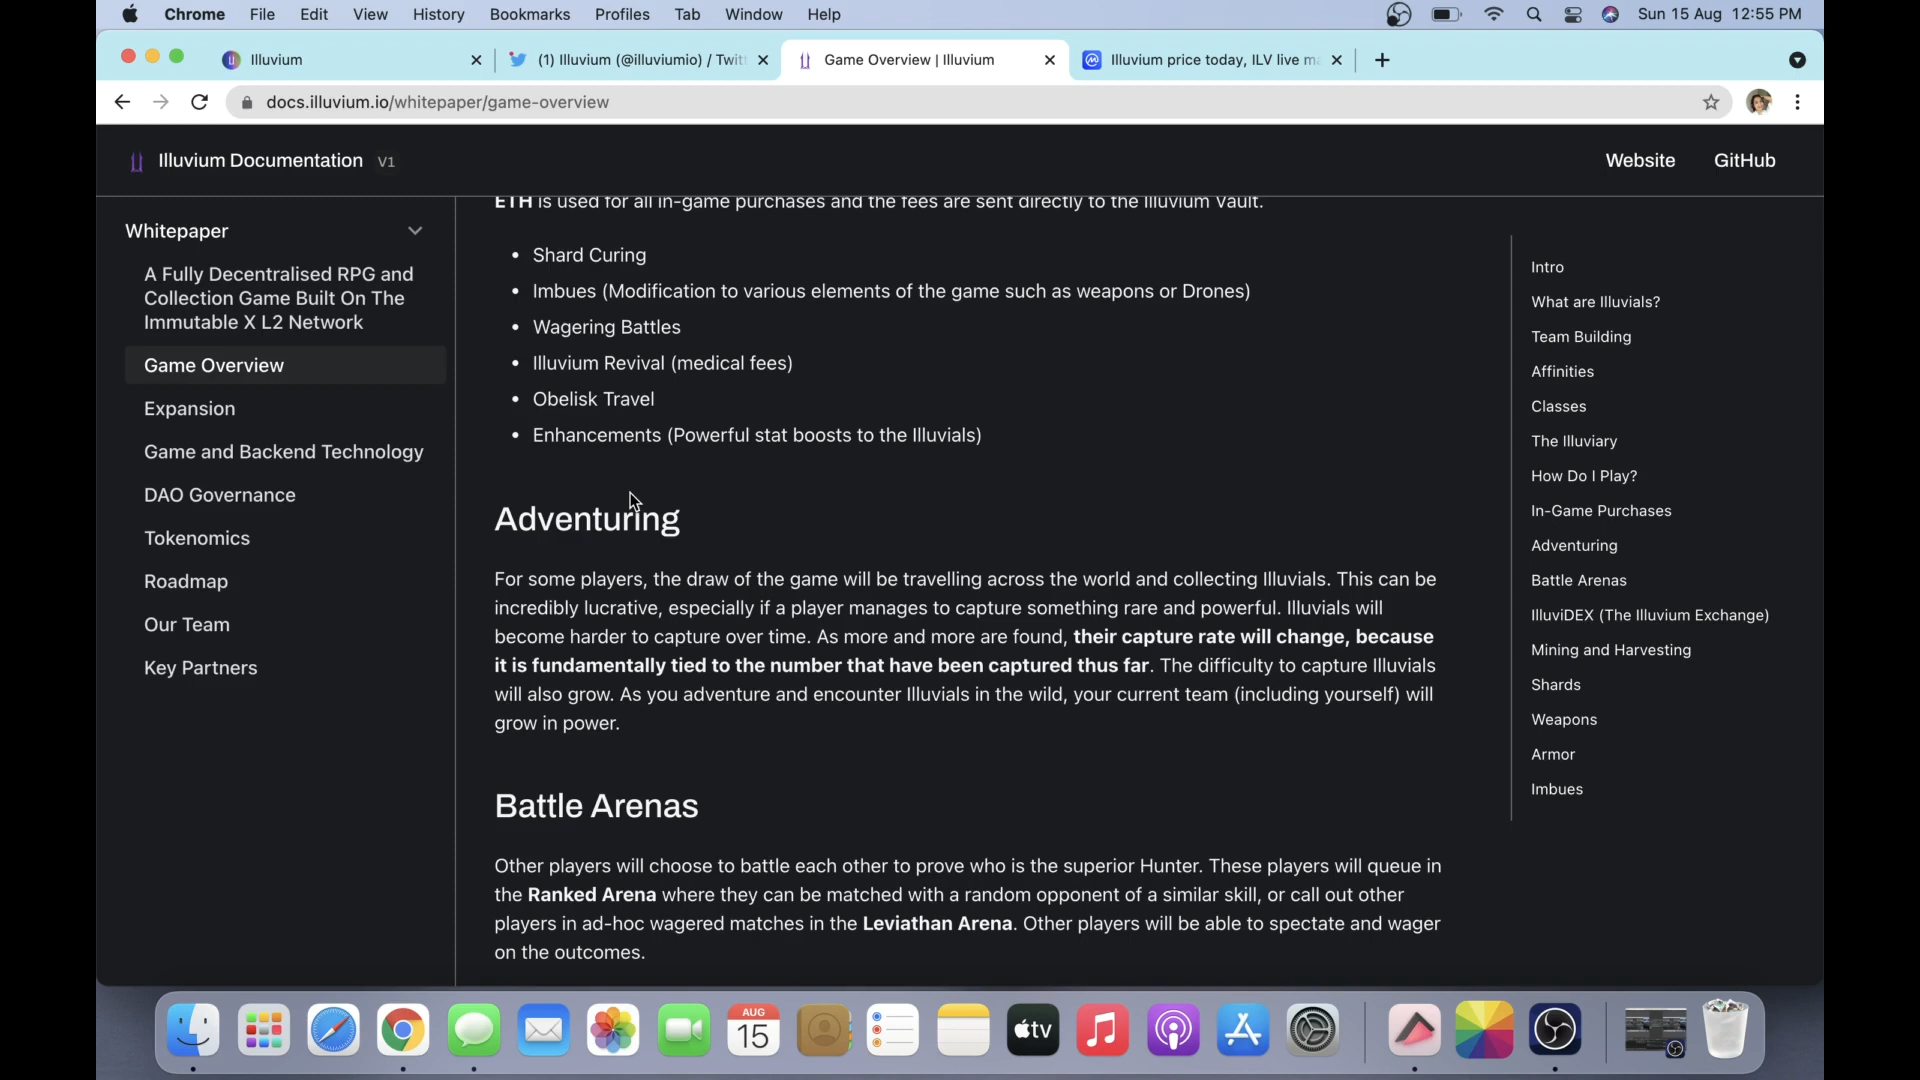 Chrome File Edit View History Bookmarks Profiles Tab Window Help Sun 15 Aug 12:55 PM
Illuvium (1) Illuvium (@illuviumio) / Twit Game Overview | Illuvium Illuvium price today, ILV live ma
docs.illuvium.io/whitepaper/game-overview
Illuvium Documentation V1 Website GitHub
Whitepaper
A Fully Decentralised RPG and
Collection Game Built On The
Immutable X L2 Network
Game Overview
Expansion
Game and Backend Technology
DAO Governance
Tokenomics
Roadmap
Our Team
Key Partners
ETH is used for all in-game purchases and the fees are sent directly to the Illuvium Vault.
• Shard Curing
• Imbues (Modification to various elements of the game such as weapons or Drones)
• Wagering Battles
• Illuvium Revival (medical fees)
• Obelisk Travel
• Enhancements (Powerful stat boosts to the Illuvials)
Adventuring
For some players, the draw of the game will be travelling across the world and collecting Illuvials. This can be
incredibly lucrative, especially if a player manages to capture something rare and powerful. Illuvials will
become harder to capture over time. As more and more are found, their capture rate will change, because
it is fundamentally tied to the number that have been captured thus far. The difficulty to capture Illuvials
will also grow. As you adventure and encounter Illuvials in the wild, your current team (including yourself) will
grow in power.
Battle Arenas
Other players will choose to battle each other to prove who is the superior Hunter. These players will queue in
the Ranked Arena where they can be matched with a random opponent of a similar skill, or call out other
players in ad-hoc wagered matches in the Leviathan Arena. Other players will be able to spectate and wager
on the outcomes.
Intro
What are Illuvials?
Team Building
Affinities
Classes
The Illuviary
How Do I Play?
In-Game Purchases
Adventuring
Battle Arenas
IlluviDEX (The Illuvium Exchange)
Mining and Harvesting
Shards
Weapons
Armor
Imbues
AUG
15
tv